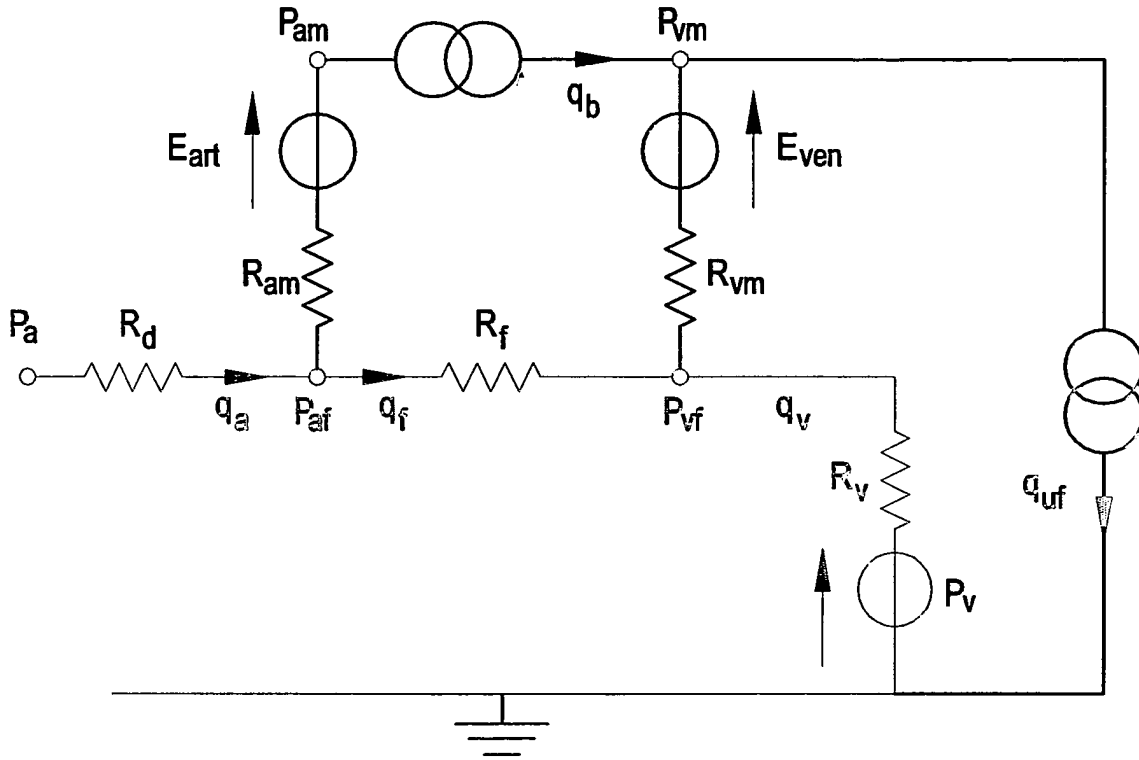 Pam
Rvm
qb
Eart
Even
Ram
Rvm
Pa
Rd
Rf
qa
Paf
qf
Pvf
qv
Rv
quf
Pv